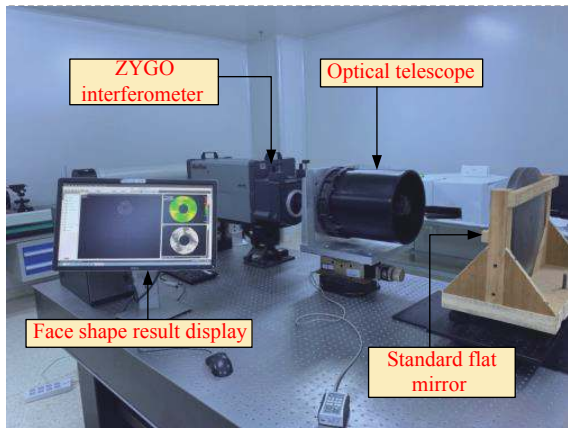 ZYGO
interferometer
Optical telescope
Face shape result display
Standard flat
mirror